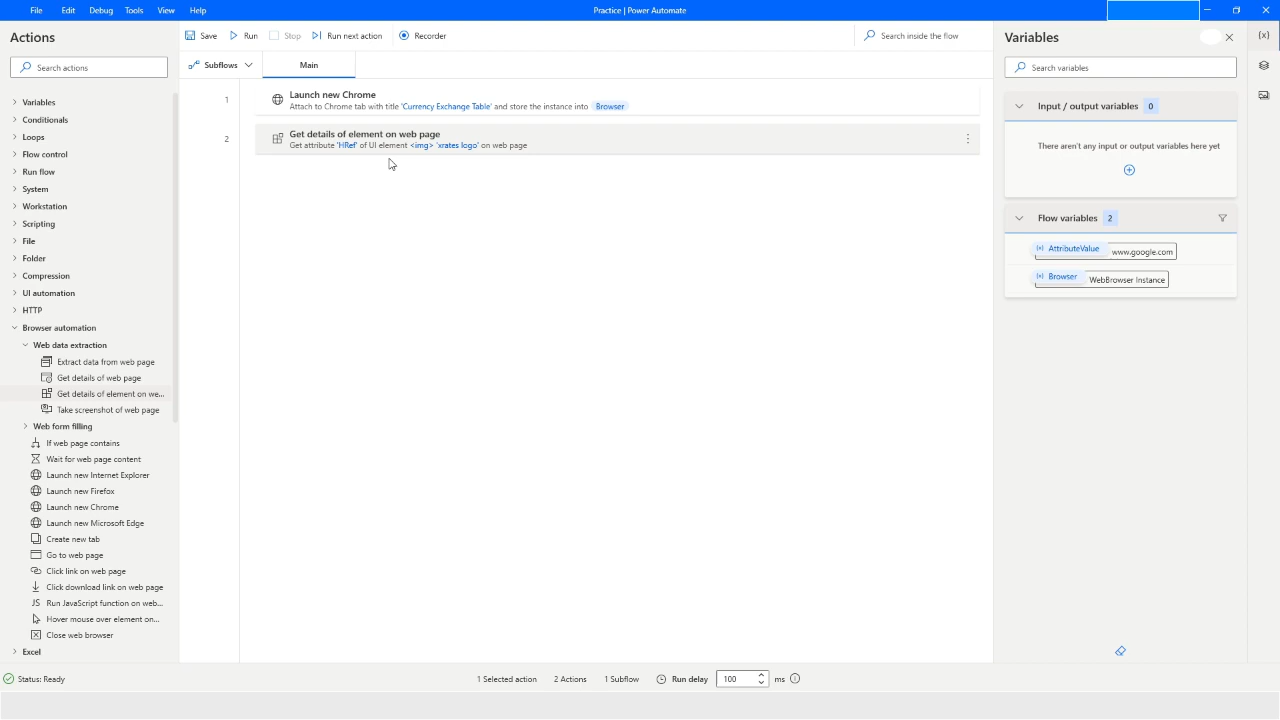 File Edit Debug Tools View Help
Practice | Power Automate
Actions
Search actions
Variables
Conditionals
Loops
Flow control
Run flow
System
Workstation
Scripting
File
Folder
Compression
UI automation
HTTP
Browser automation
Web data extraction
Extract data from web page
Get details of web page
Get details of element on we...
Take screenshot of web page
Web form filling
If web page contains
Wait for web page content
Launch new Internet Explorer
Launch new Firefox
Launch new Chrome
Launch new Microsoft Edge
Create new tab
Go to web page
Click link on web page
Click download link on web page
JS Run JavaScript function on web...
Hover mouse over element on...
Close web browser
Excel
Save Run Stop Run next action Recorder
Search inside the flow
Subflows Main
1 Launch new Chrome
Attach to Chrome tab with title 'Currency Exchange Table' and store the instance into Browser
2 Get details of element on web page
Get attribute 'HRef' of UI element <img> 'xrates logo' on web page
Variables
{x}
Search variables
Input / output variables 0
There aren't any input or output variables here yet
Flow variables 2
{x} AttributeValue www.google.com
{x} Browser WebBrowser Instance
Status: Ready 1 Selected action 2 Actions 1 Subflow Run delay 100 ms